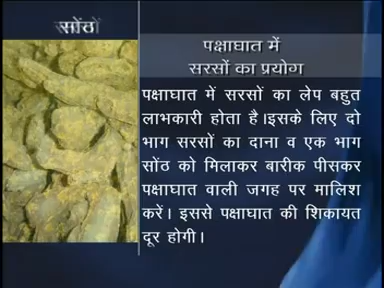 सोंठ
पक्षाघात में
सरसों का प्रयोग
पक्षाघात में सरसों का लेप बहुत
लाभकारी होता है।इसके लिए दो
भाग सरसों का दाना व एक भाग
सोंठ को मिलाकर बारीक पीसकर
पक्षाघात वाली जगह पर मालिश
करें। इससे पक्षाघात की शिकायत
दूर होगी।